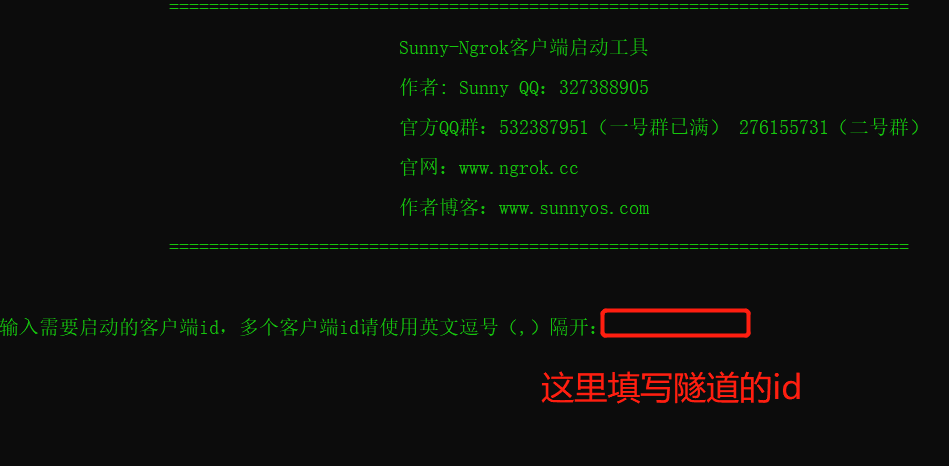 ==========================================================================
Sunny-Ngrok客户端启动工具
作者: Sunny QQ：327388905
官方QQ群：532387951（一号群已满） 276155731（二号群）
官网：www.ngrok.cc
作者博客：www.sunnyos.com
==========================================================================
输入需要启动的客户端id，多个客户端id请使用英文逗号（,）隔开：
这里填写隧道的id